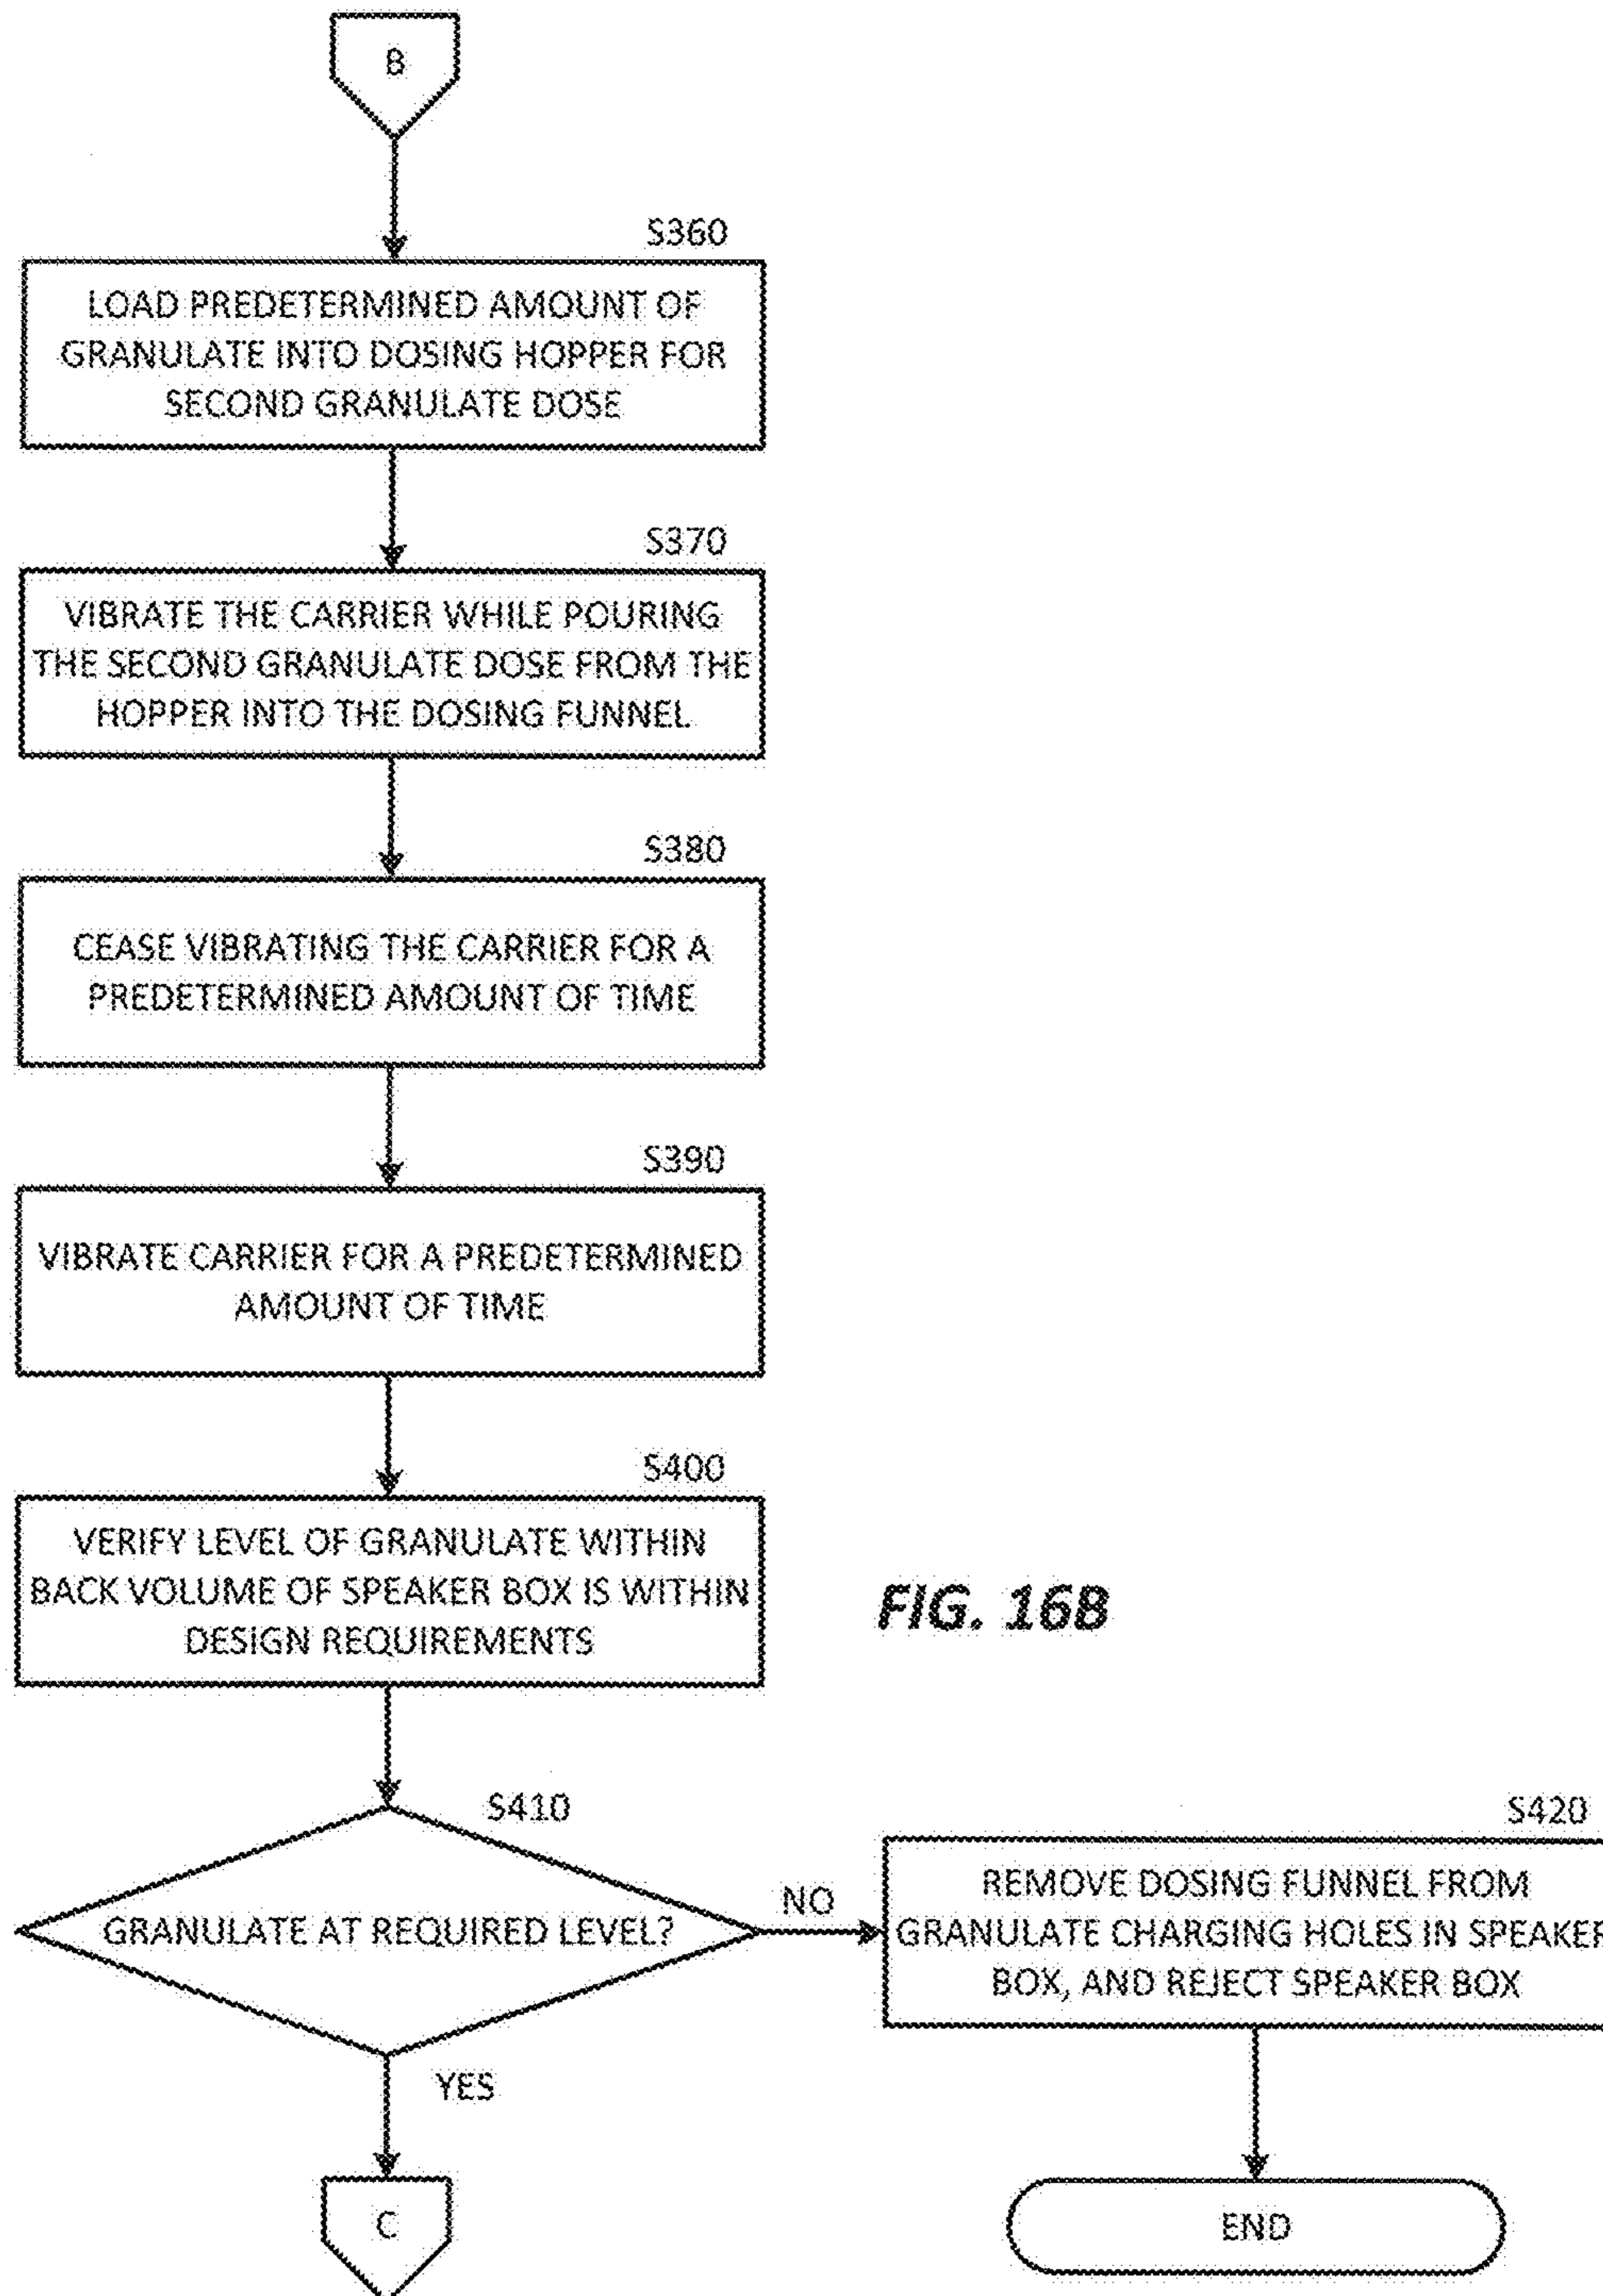 B
S360
LOAD PREDETERMINED AMOUNT OF
GRANULATE INTO DOSING HOPPER FOR
SECOND GRANULATE DOSE
S370
VIBRATE THE CARRIER WHILE POURING
THE SECOND GRANULATE DOSE FROM THE
HOPPER INTO THE DOSING FUNNEL
S380
CEASE VIBRATING THE CARRIER FOR A
PREDETERMINED AMOUNT OF TIME
S390
VIBRATE CARRIER FOR A PREDETERMINED
AMOUNT OF TIME
S400
VERIFY LEVEL OF GRANULATE WITHIN
BACK VOLUME OF SPEAKER BOX IS WITHIN
DESIGN REQUIREMENTS
FIG. 16B
S410
GRANULATE AT REQUIRED LEVEL?
NO
S420
REMOVE DOSING FUNNEL FROM
GRANULATE CHARGING HOLES IN SPEAKER
BOX, AND REJECT SPEAKER BOX
YES
C
END